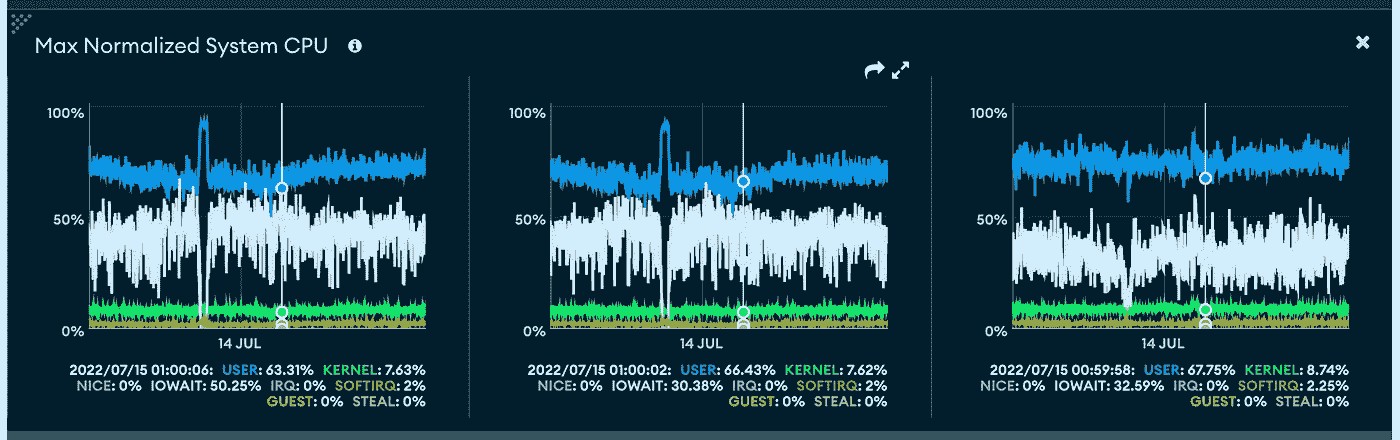 Max Normalized System CPU
100%
50%
0%
14 JUL
2022/07/15 01:00:06: USER: 63.31% KERNEL: 7.63%
NICE: 0% IOWAIT: 50.25% IRQ: 0% SOFTIRQ: 2%
GUEST: 0% STEAL: 0%
100%
50%
0%
14 JUL
2022/07/15 01:00:02: USER: 66.43% KERNEL: 7.62%
NICE: 0% IOWAIT: 30.38% IRQ: 0% SOFTIRQ: 2%
GUEST: 0% STEAL: 0%
100%
50%
0%
14 JUL
2022/07/15 00:59:58: USER: 67.75% KERNEL: 8.74%
NICE: 0% IOWAIT: 32.59% IRQ: 0% SOFTIRQ: 2.25%
GUEST: 0% STEAL: 0%